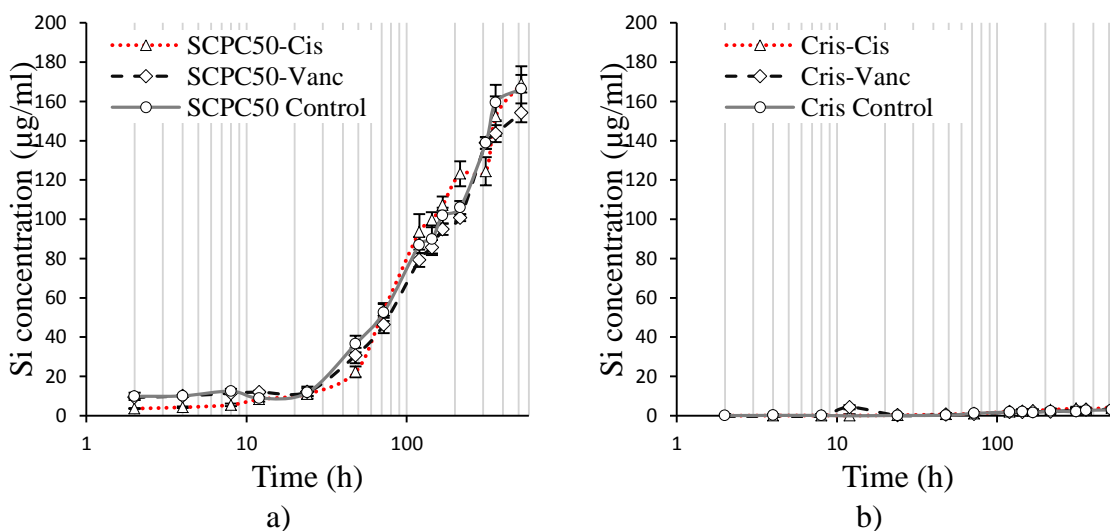 Si concentration (µg/ml)
200
180
160
140
120
100
80
60
40
20
0
SCPC50-Cis
SCPC50-Vanc
SCPC50 Control
1
10
100
Time (h)
a)
Si concentration (µg/ml)
200
180
160
140
120
100
80
60
40
20
0
Cris-Cis
Cris-Vanc
Cris Control
1
10
100
Time (h)
b)